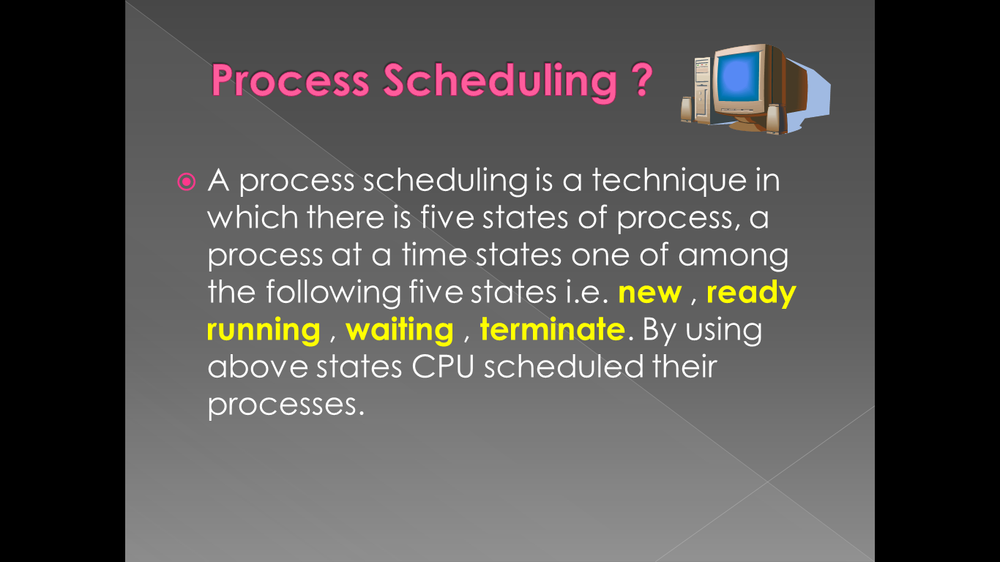 Process Scheduling ?
A process scheduling is a technique in
which there is five states of process, a
process at a time states one of among
the following five states i.e. new , ready
running , waiting , terminate. By using
above states CPU scheduled their
processes.